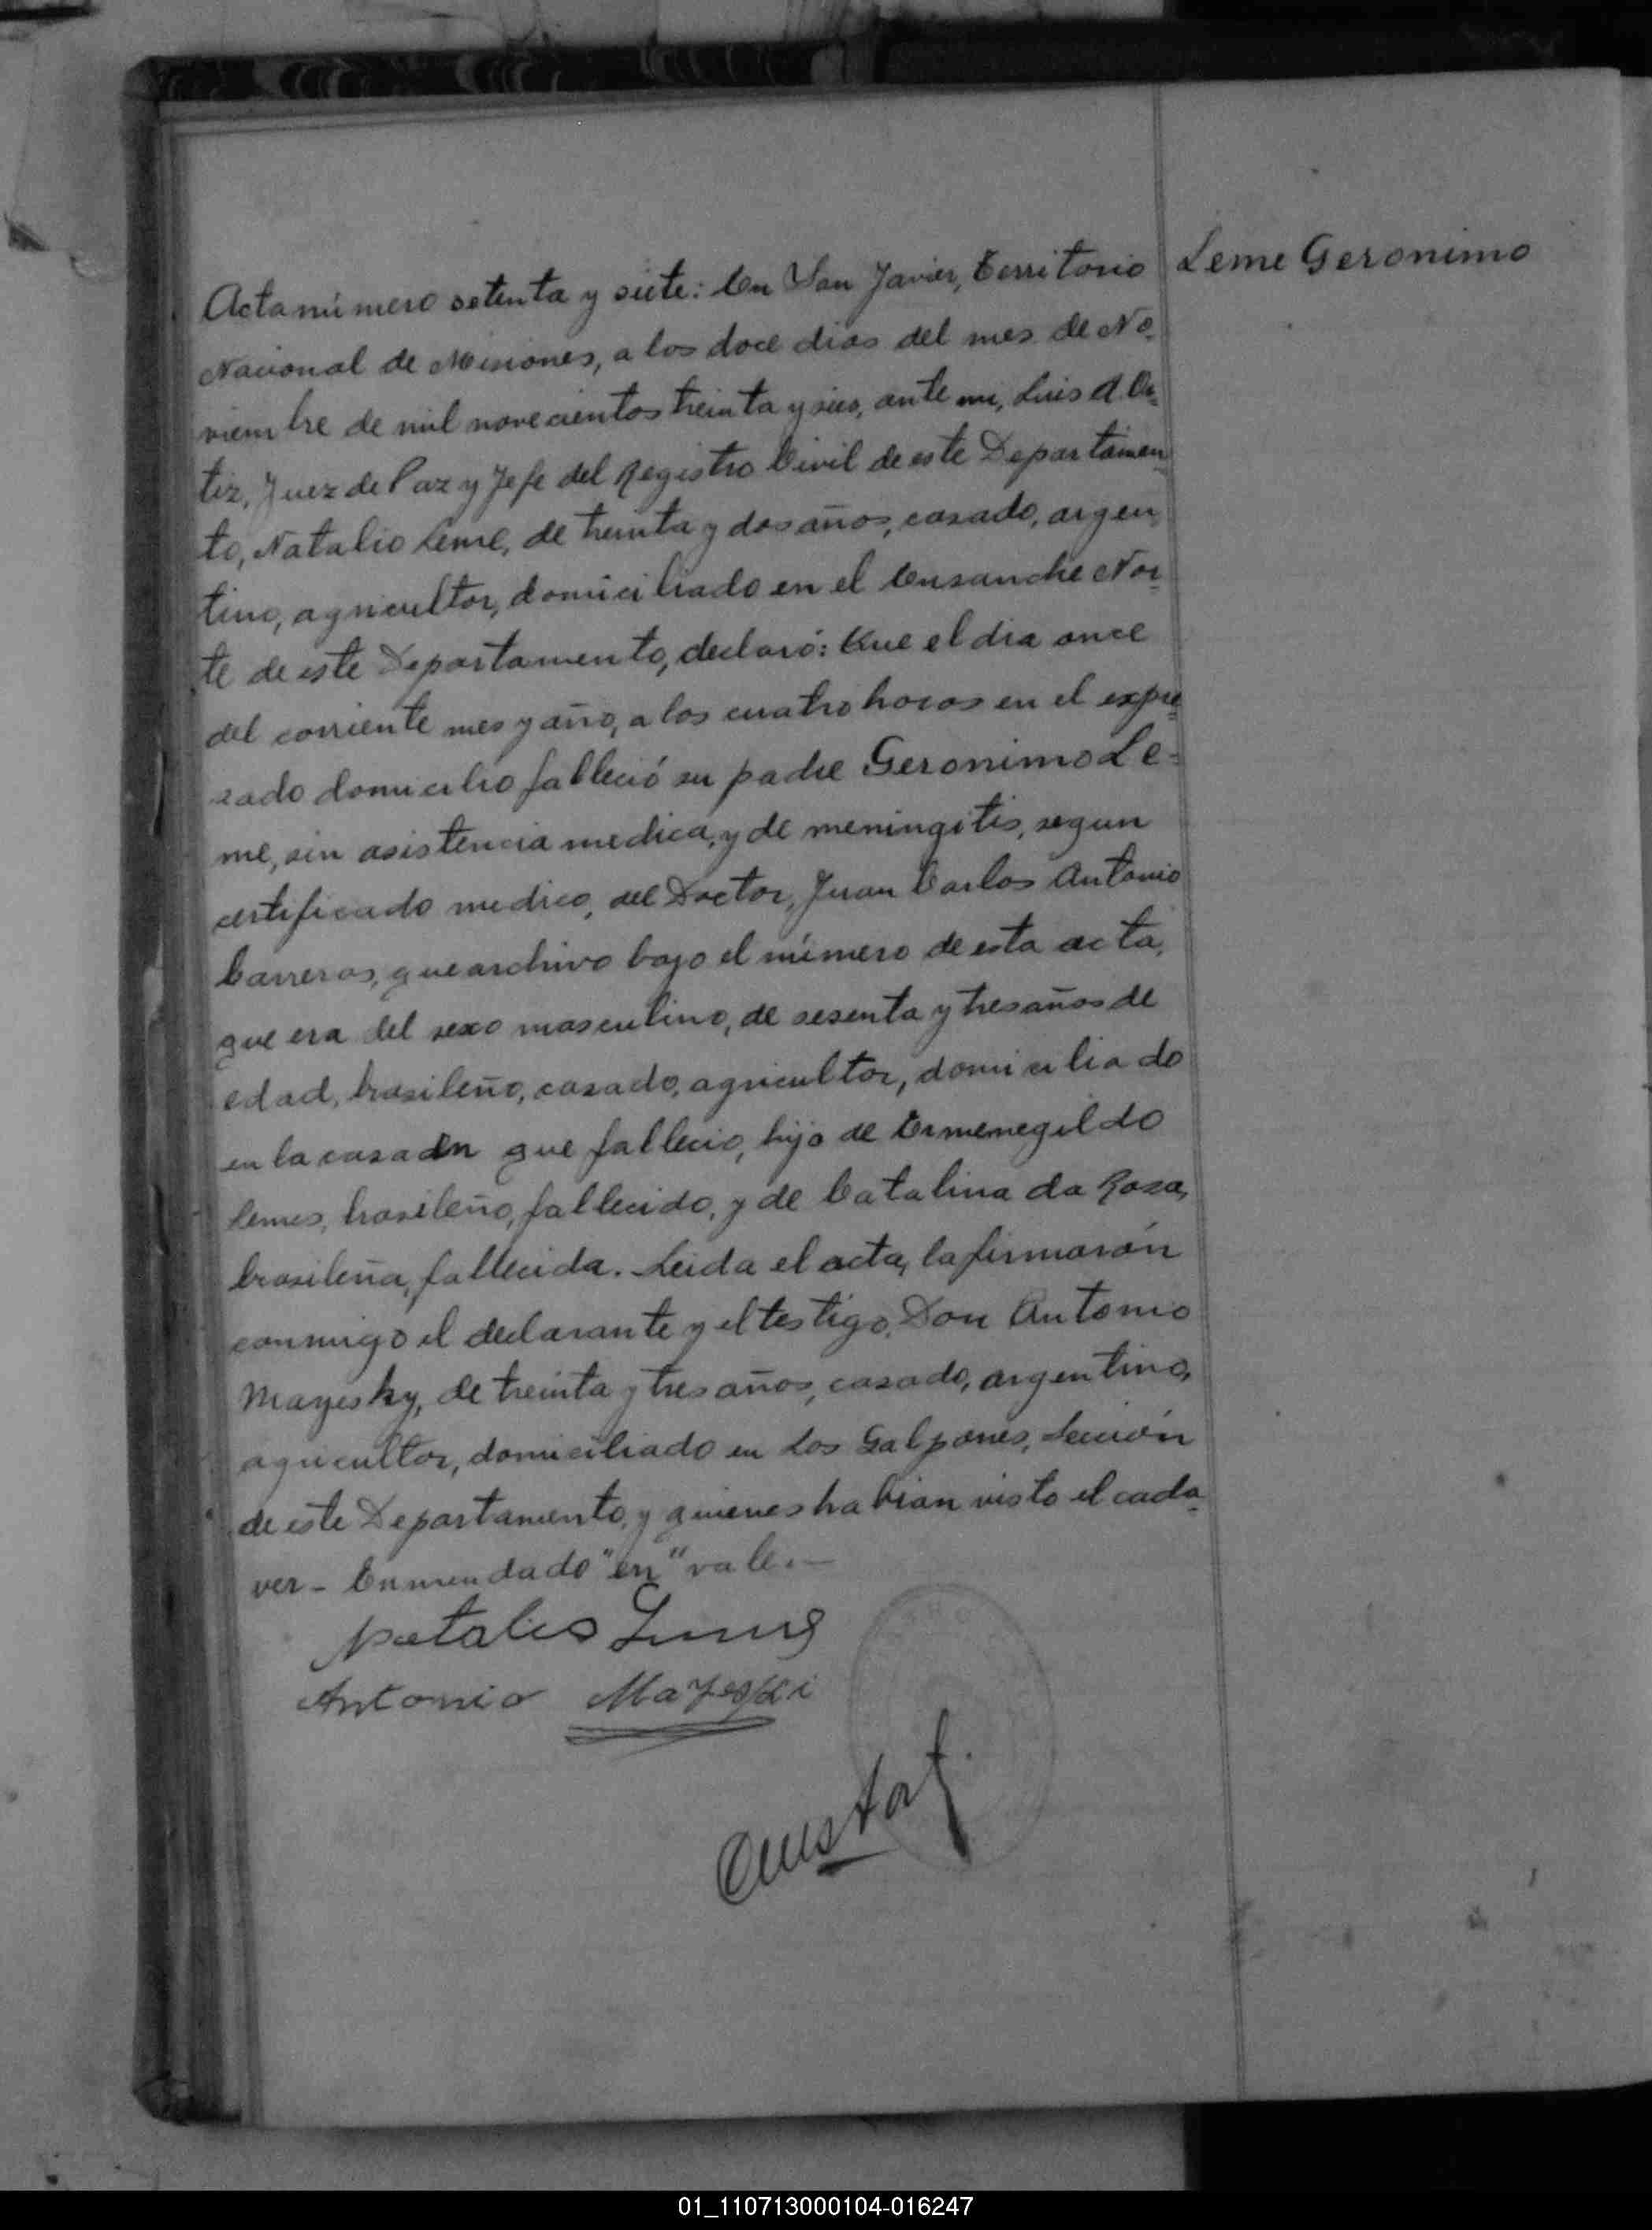 Leme Geronimo
Acta número setenta y siete: En San Javier, Territorio
Nacional de Misiones, a los doce dias del mes de No-
viembre de mil novecientos treinta y seis, ante mi, Luis A. Or-
tiz, Juez de Paz y Jefe del Registro Civil de este Departamen-
to, Natalio Leme, de treinta y dos años, casado, argen-
tino, agricultor, domiciliado en el Ensanche Nor-
te de este Departamento, declaró: Que el dia once
del corriente mes y año, a las cuatro horas en el expre-
sado domicilio falleció su padre Geronimo Le-
me, sin asistencia medica, y de meningitis, segun
certificado medico, del Doctor, Juan Carlos Antonio
Carreras, que archivo bajo el número de esta acta,
que era del sexo masculino, de sesenta y tres años de
edad, brasileño, casado, agricultor, domiciliado
en la casa en que fallecio, hijo de Ermenegildo
Lemes, brasileño, fallecido, y de Catalina da Roza,
brasileña, fallecida. Leida el acta, la firmarón
conmigo el declarante y el testigo, Don Antonio
Mayesky, de treinta y tres años, casado, argentino,
agricultor, domiciliado en Los Galpones, Sección
de este Departamento, y quienes habian visto el cada-
ver - Enmendado "en" vale. —
Natalio Leme
Antonio Mayeski
01_110713000104-016247